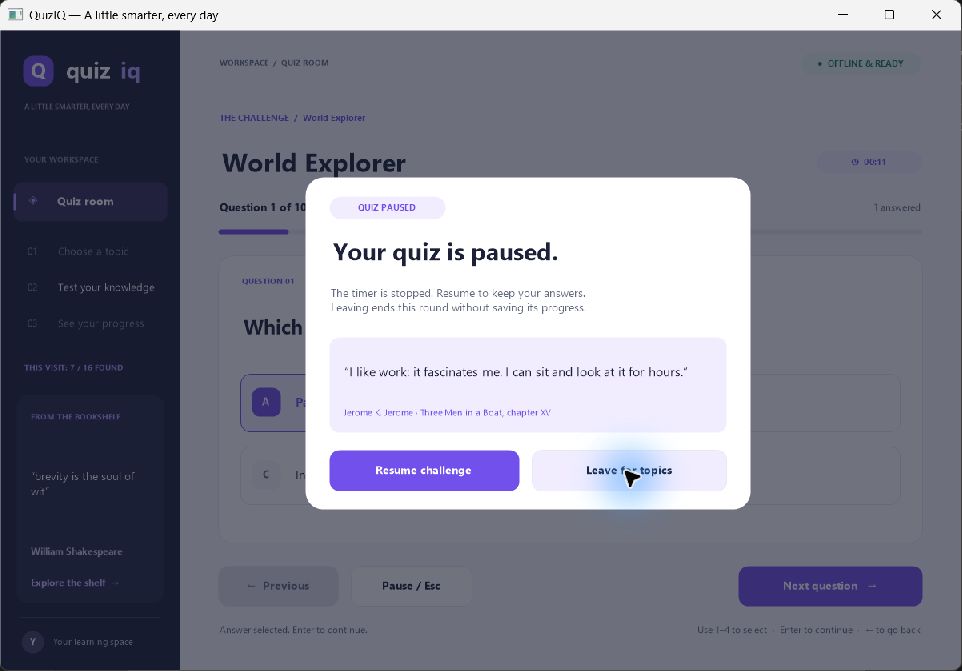 QuizIQ — A little smarter, every day
Q quiz iq
A LITTLE SMARTER, EVERY DAY
YOUR WORKSPACE
Quiz room
01 Choose a topic
02 Test your knowledge
03 See your progress
THIS VISIT: 7 / 16 FOUND
FROM THE BOOKSHELF
“brevity is the soul of
wit”
William Shakespeare
Explore the shelf →
Y Your learning space
WORKSPACE / QUIZ ROOM
OFFLINE & READY
THE CHALLENGE / World Explorer
World Explorer
00:11
Question 1 of 10
1 answered
QUESTION 01
Which
A
C In
QUIZ PAUSED
Your quiz is paused.
The timer is stopped. Resume to keep your answers.
Leaving ends this round without saving its progress.
“I like work: it fascinates me. I can sit and look at it for hours.”
Jerome K. Jerome · Three Men in a Boat, chapter XV
Resume challenge
Leave for topics
← Previous
Pause / Esc
Next question →
Answer selected. Enter to continue.
Use 1–4 to select · Enter to continue · ← to go back